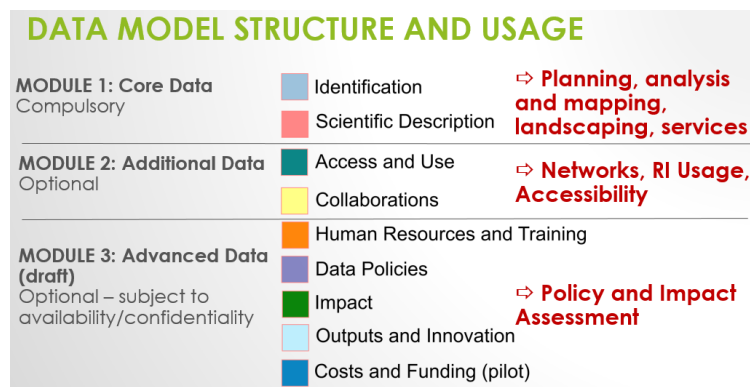 DATA MODEL STRUCTURE AND USAGE
MODULE 1: Core Data
Compulsory
Identification
Scientific Description
⇨ Planning, analysis
and mapping,
landscaping, services
MODULE 2: Additional Data
Optional
Access and Use
Collaborations
⇨ Networks, RI Usage,
Accessibility
MODULE 3: Advanced Data
(draft)
Optional – subject to
availability/confidentiality
Human Resources and Training
Data Policies
Impact
Outputs and Innovation
Costs and Funding (pilot)
⇨ Policy and Impact
Assessment